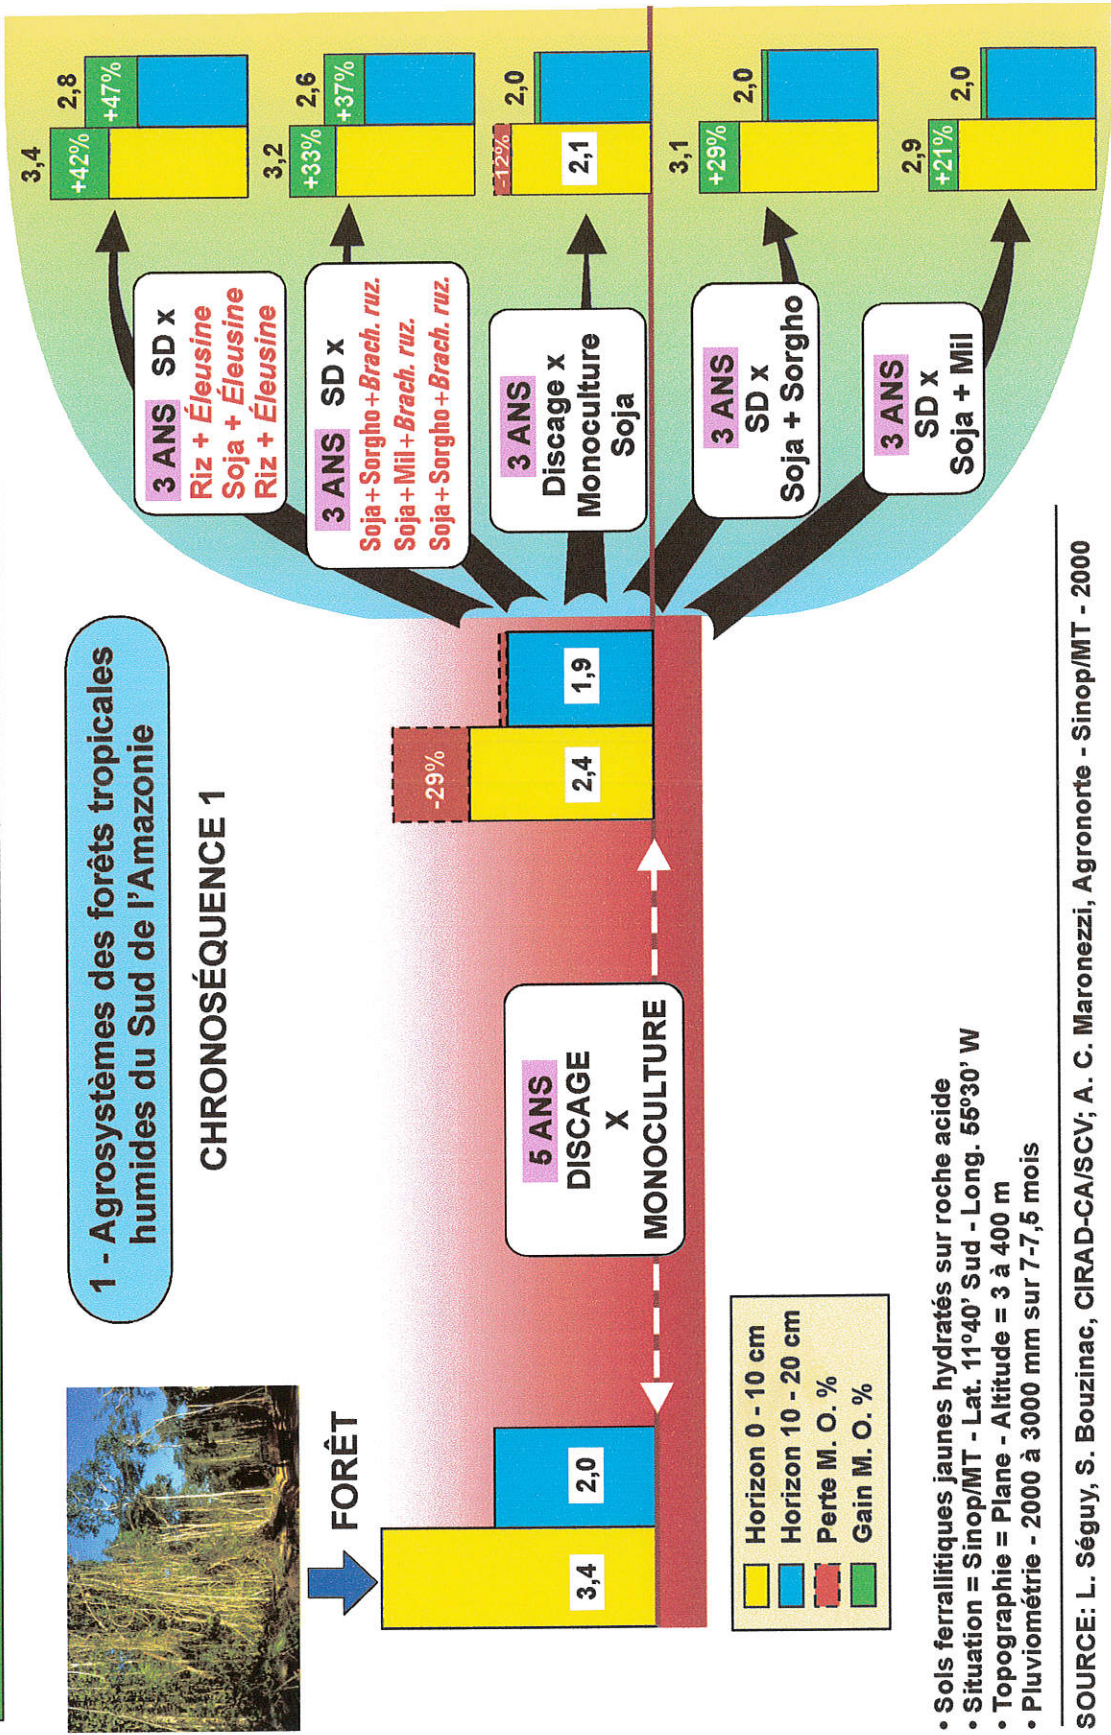 1 - Agrosystèmes des forêts tropicales
humides du Sud de l'Amazonie
CHRONOSÉQUENCE 1
FORÊT
3,4
2,0
5 ANS
DISCAGE
X
MONOCULTURE
-29%
2,4
1,9
3 ANS SD x
Riz + Éleusine
Soja + Éleusine
Riz + Éleusine
3,4
+42%
2,8
+47%
3 ANS SD x
Soja+Sorgho+Brach. ruz.
Soja+Mil+Brach. ruz.
Soja+Sorgho+Brach. ruz.
3,2
+33%
2,6
+37%
3 ANS
Discage x
Monoculture
Soja
-12%
2,1
2,0
3 ANS
SD x
Soja + Sorgho
3,1
+29%
2,0
3 ANS
SD x
Soja + Mil
2,9
+21%
2,0
Horizon 0 - 10 cm
Horizon 10 - 20 cm
Perte M. O. %
Gain M. O. %
• Sols ferrallitiques jaunes hydratés sur roche acide
• Situation = Sinop/MT - Lat. 11º40' Sud - Long. 55º30' W
• Topographie = Plane - Altitude = 3 à 400 m
• Pluviométrie - 2000 à 3000 mm sur 7-7,5 mois
SOURCE: L. Séguy, S. Bouzinac, CIRAD-CA/SCV; A. C. Maronezzi, Agronorte - Sinop/MT - 2000